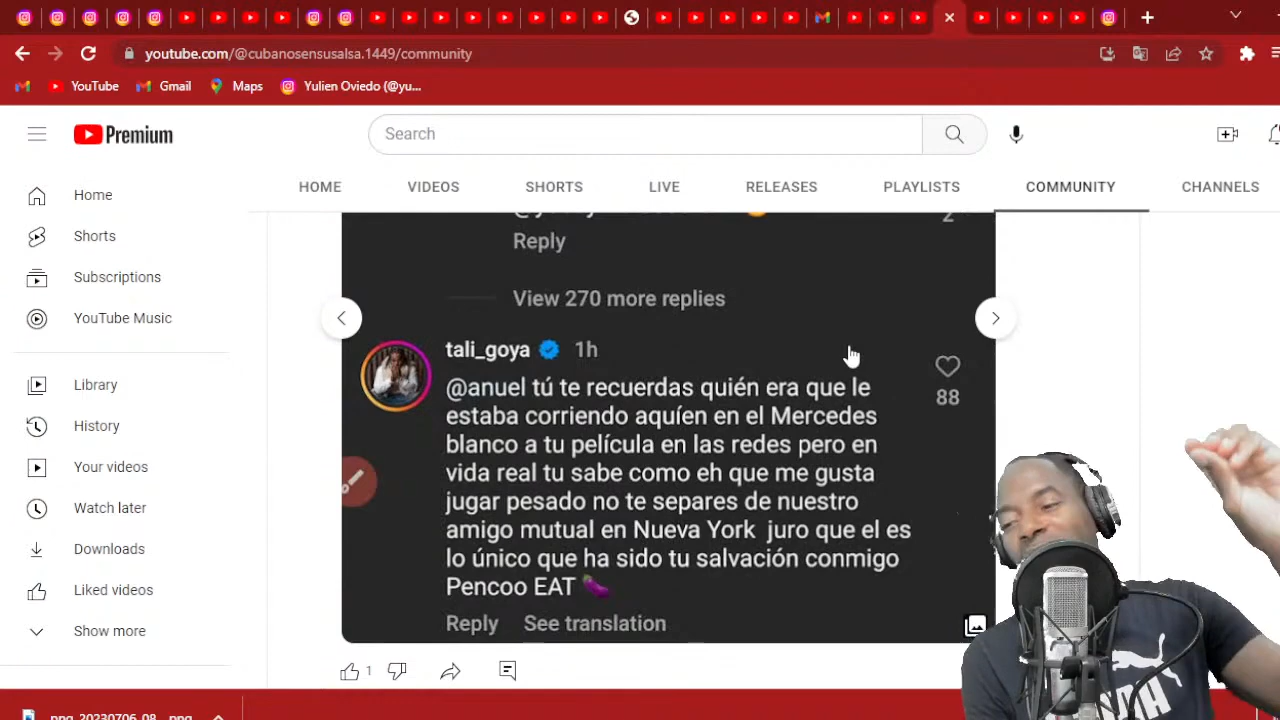 youtube.com/@cubanosensusalsa.1449/community
YouTube
Gmail
Maps
Yulien Oviedo (@yu...
Premium
Search
HOME
VIDEOS
SHORTS
LIVE
RELEASES
PLAYLISTS
COMMUNITY
CHANNELS
Home
Shorts
Subscriptions
YouTube Music
Library
History
Your videos
Watch later
Downloads
Liked videos
Show more
2
Reply
View 270 more replies
tali_goya 1h
@anuel tú te recuerdas quién era que le
estaba corriendo aquíen en el Mercedes
blanco a tu película en las redes pero en
vida real tu sabe como eh que me gusta
jugar pesado no te separes de nuestro
amigo mutual en Nueva York juro que el es
lo único que ha sido tu salvación conmigo
Pencoo EAT 🍆
88
Reply See translation
1